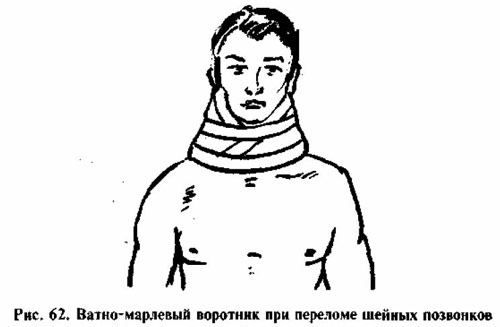 Рис. 62. Ватно-марлевый воротник при переломе шейных позвонков